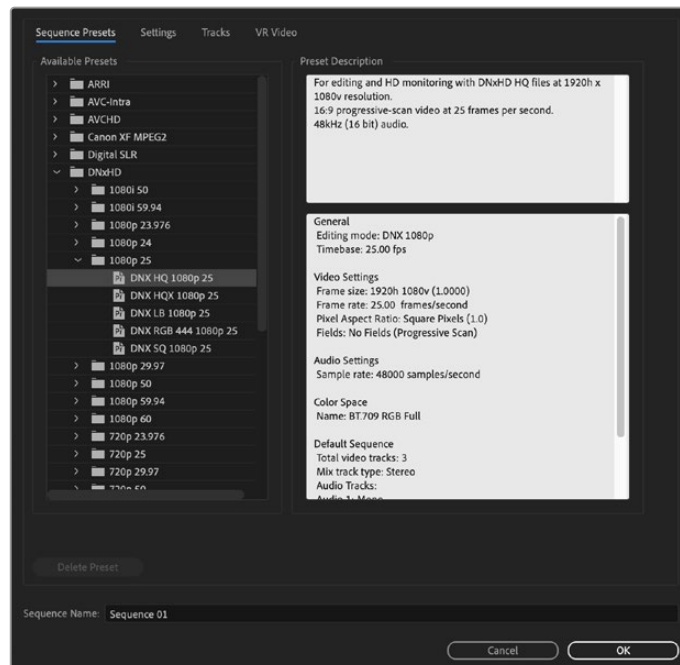 Sequence Presets Settings Tracks VR Video
Available Presets
ARRI
AVC-Intra
AVCHD
Canon XF MPEG2
Digital SLR
DNxHD
1080i 50
1080i 59.94
1080p 23.976
1080p 24
1080p 25
DNX HQ 1080p 25
DNX HQX 1080p 25
DNX LB 1080p 25
DNX RGB 444 1080p 25
DNX SQ 1080p 25
1080p 29.97
1080p 50
1080p 59.94
1080p 60
720p 23.976
720p 25
720p 29.97
720p 50
Preset Description
For editing and HD monitoring with DNxHD HQ files at 1920h x
1080v resolution.
16:9 progressive-scan video at 25 frames per second.
48kHz (16 bit) audio.
General
Editing mode: DNX 1080p
Timebase: 25.00 fps
Video Settings
Frame size: 1920h 1080v (1.0000)
Frame rate: 25.00 frames/second
Pixel Aspect Ratio: Square Pixels (1.0)
Fields: No Fields (Progressive Scan)
Audio Settings
Sample rate: 48000 samples/second
Color Space
Name: BT.709 RGB Full
Default Sequence
Total video tracks: 3
Mix track type: Stereo
Audio Tracks:
Audio 1: Mono
Delete Preset
Sequence Name: Sequence 01
Cancel OK